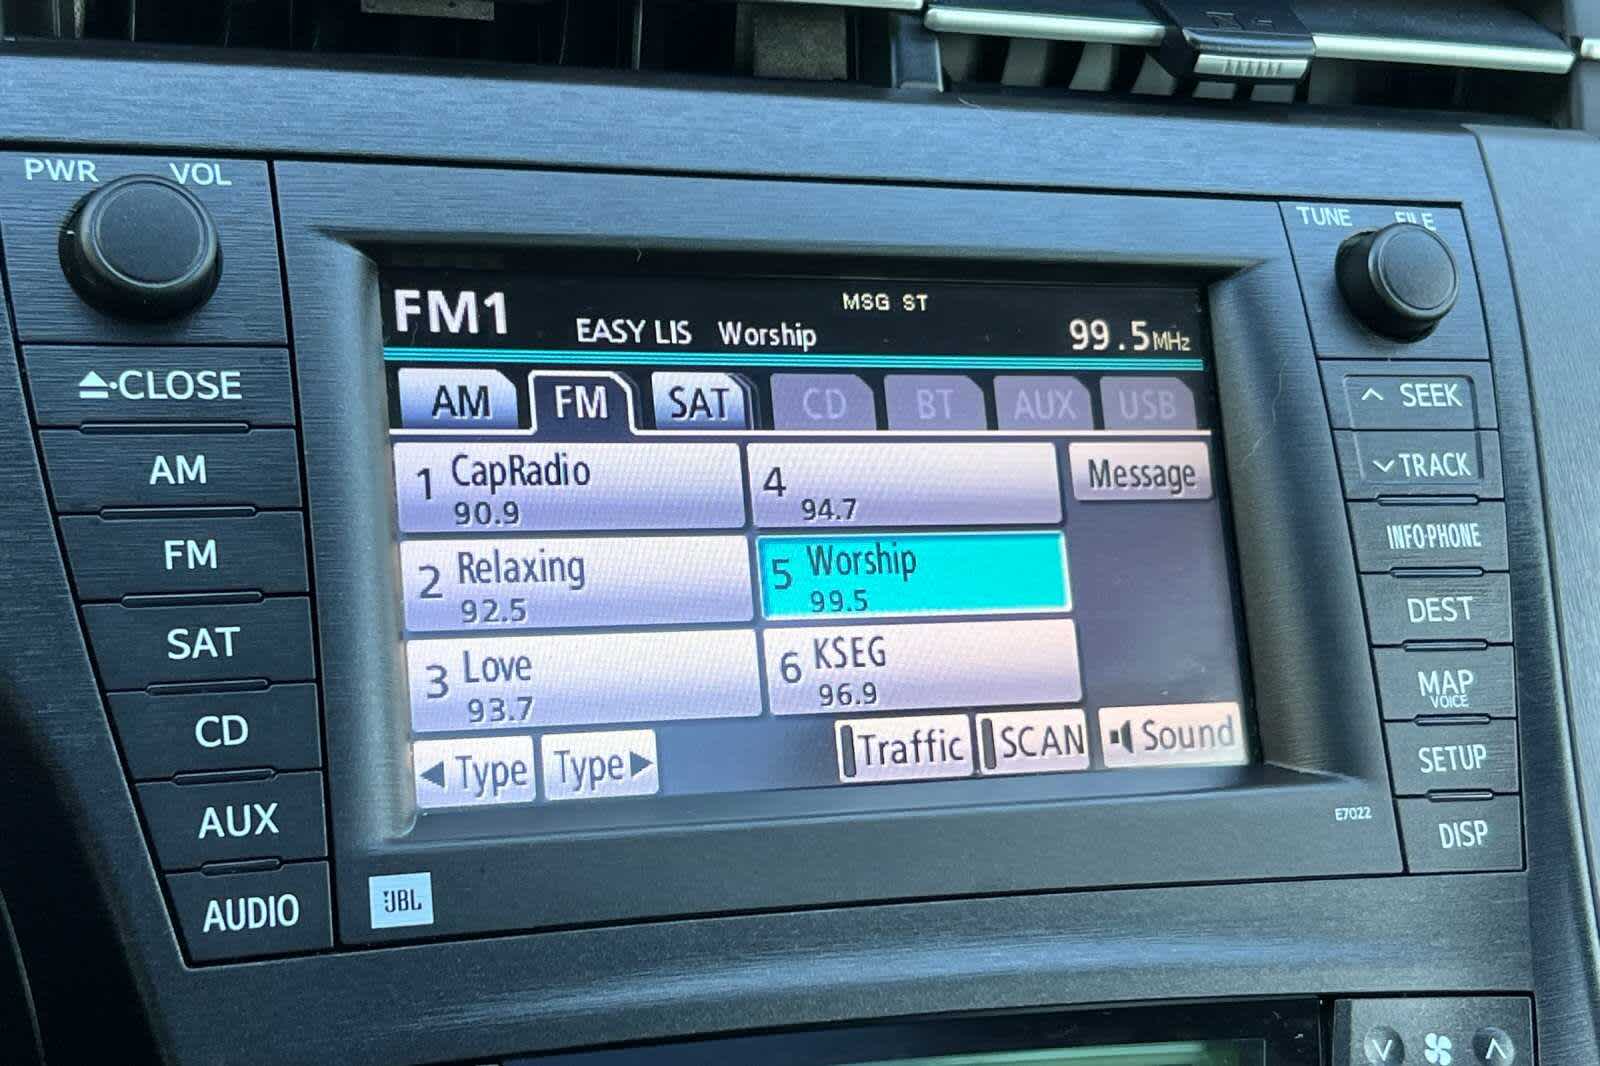 PWR VOL
TUNE FILE
FM1
MSG ST
EASY LIS Worship
99.5MHz
AM FM SAT CD BT AUX USB
1 CapRadio
90.9
4
94.7
Message
2 Relaxing
92.5
5 Worship
99.5
3 Love
93.7
6 KSEG
96.9
◀Type Type▶ Traffic SCAN Sound
CLOSE
AM
FM
SAT
CD
AUX
AUDIO
SEEK
TRACK
INFO·PHONE
DEST
MAP
VOICE
SETUP
DISP
E7022
JBL